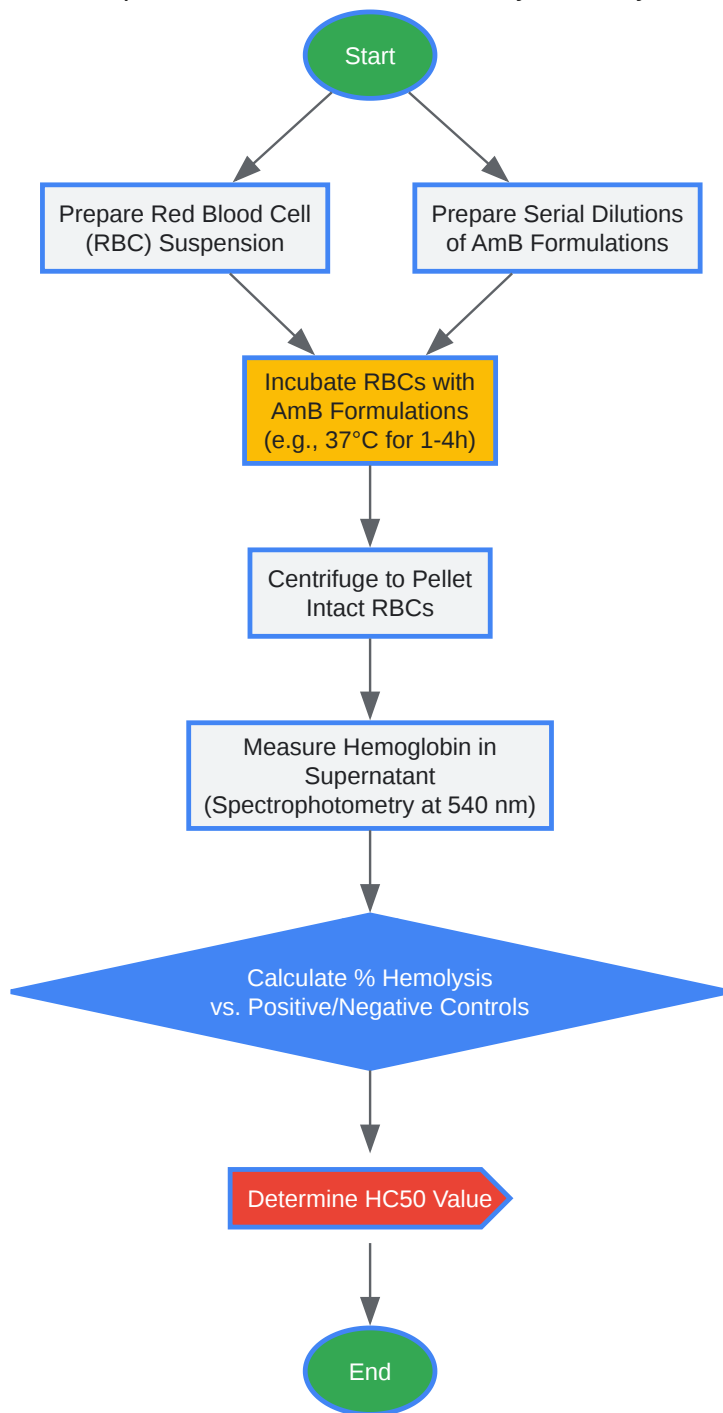 Start
Prepare Red Blood Cell
(RBC) Suspension
Prepare Serial Dilutions
of AmB Formulations
Incubate RBCs with
AmB Formulations
(e.g., 37°C for 1-4h)
Centrifuge to Pellet
Intact RBCs
Measure Hemoglobin in
Supernatant
(Spectrophotometry at 540 nm)
Calculate % Hemolysis
vs. Positive/Negative Controls
Determine HC50 Value
End